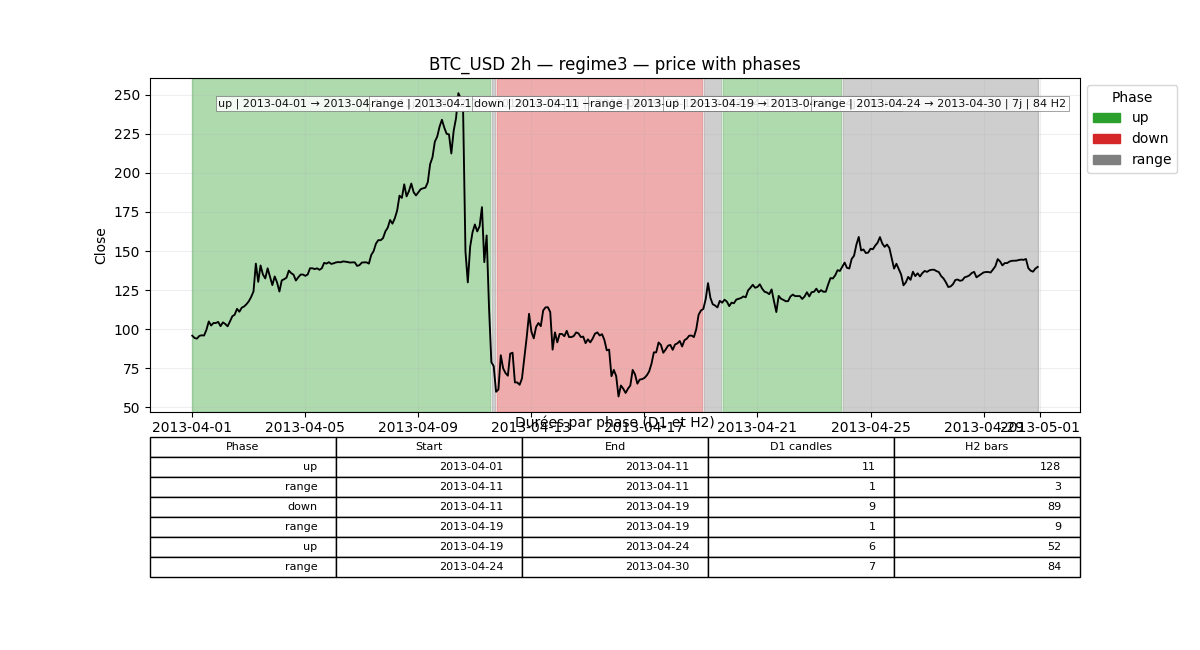 BTC_USD 2h — regime3 — price with phases
up | 2013-04-01 → 2013-04
range | 2013-04-1
down | 2013-04-11
range | 2013-
up | 2013-04-19 → 2013-0
range | 2013-04-24 → 2013-04-30 | 7j | 84 H2
Phase
up
down
range
Close
250
225
200
175
150
125
100
75
50
2013-04-01 2013-04-05 2013-04-09 2013-04-13 2013-04-17 2013-04-21 2013-04-25 2013-04-29 2013-05-01
Durées par phase (D1 et H2)
Phase Start End D1 candles H2 bars
up 2013-04-01 2013-04-11 11 128
range 2013-04-11 2013-04-11 1 3
down 2013-04-11 2013-04-19 9 89
range 2013-04-19 2013-04-19 1 9
up 2013-04-19 2013-04-24 6 52
range 2013-04-24 2013-04-30 7 84